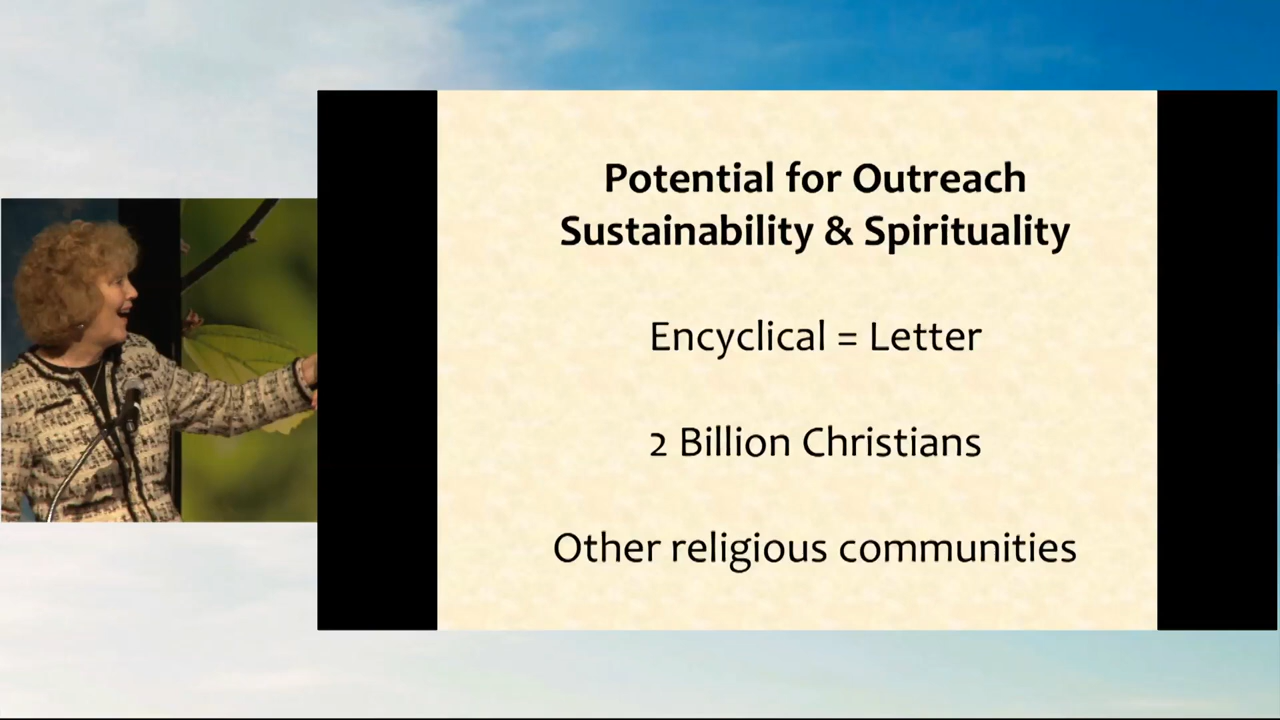 Potential for Outreach
Sustainability & Spirituality
Encyclical = Letter
2 Billion Christians
Other religious communities